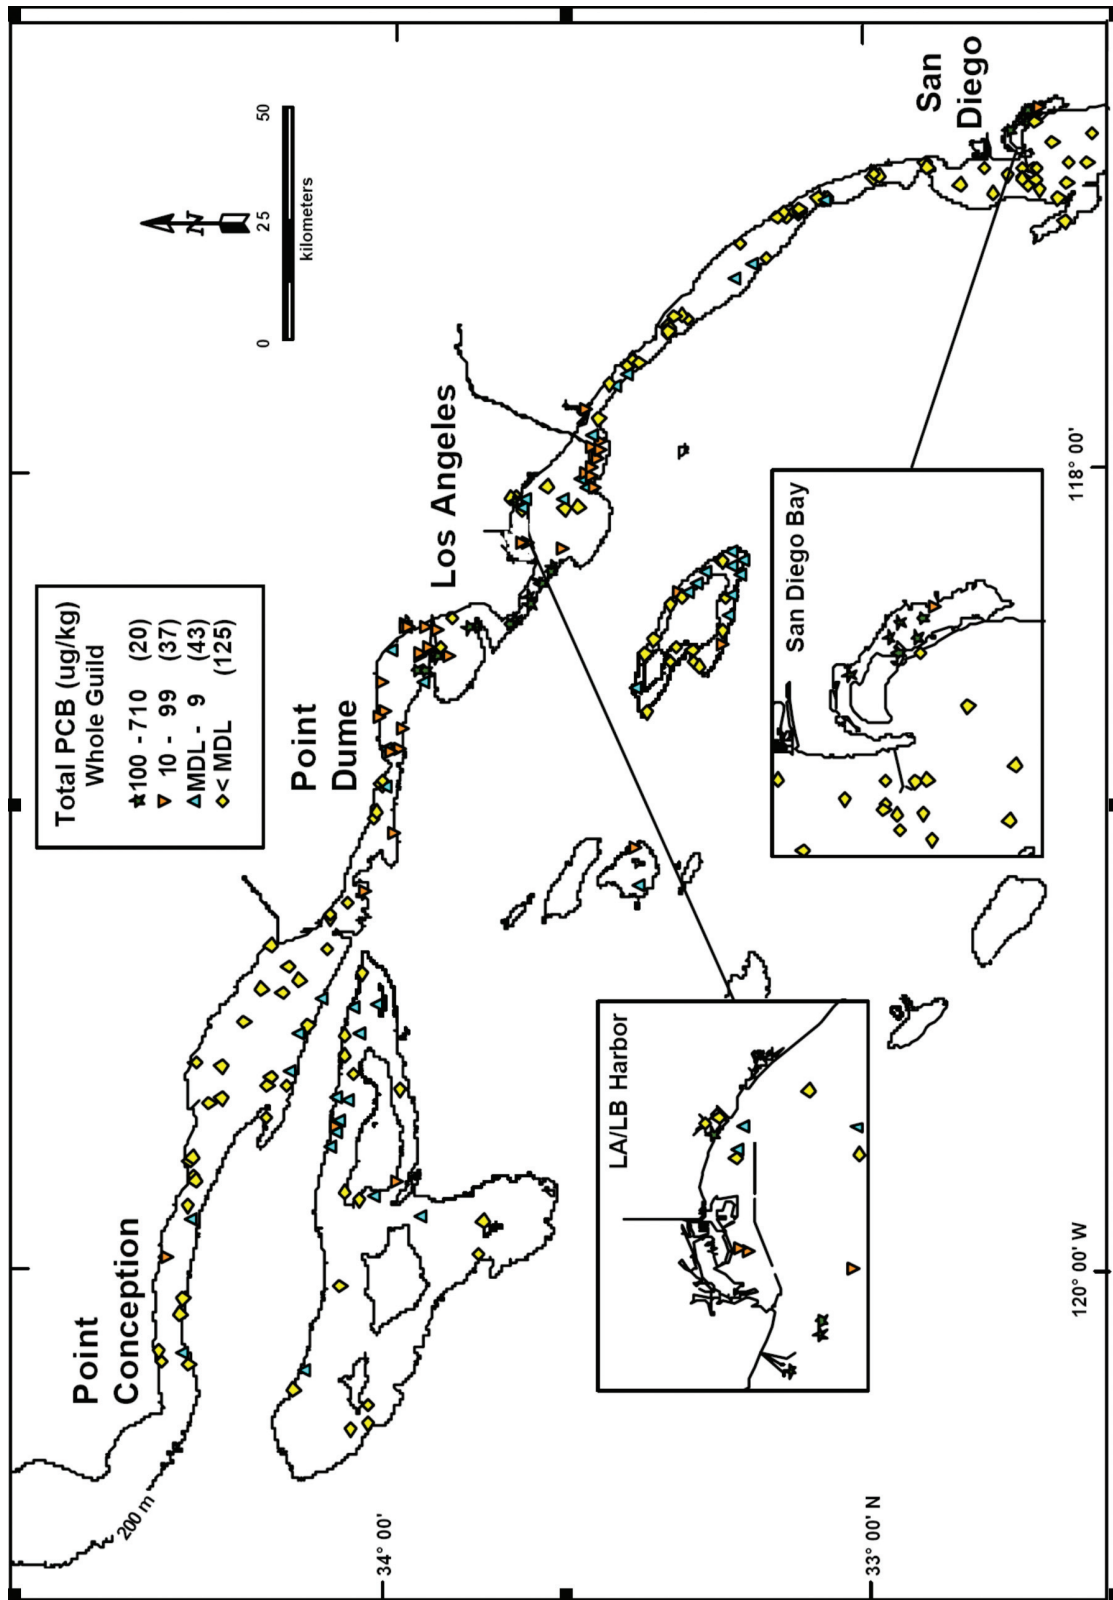 Point
Conception
200 m
Total PCB (ug/kg)
Whole Guild
100 - 710 (20)
10 - 99 (37)
MDL - 9 (43)
< MDL (125)
N
0 25 50
kilometers
Point
Dume
Los Angeles
San
Diego
34° 00'
33° 00' N
LA/LB Harbor
San Diego Bay
120° 00' W
118° 00'